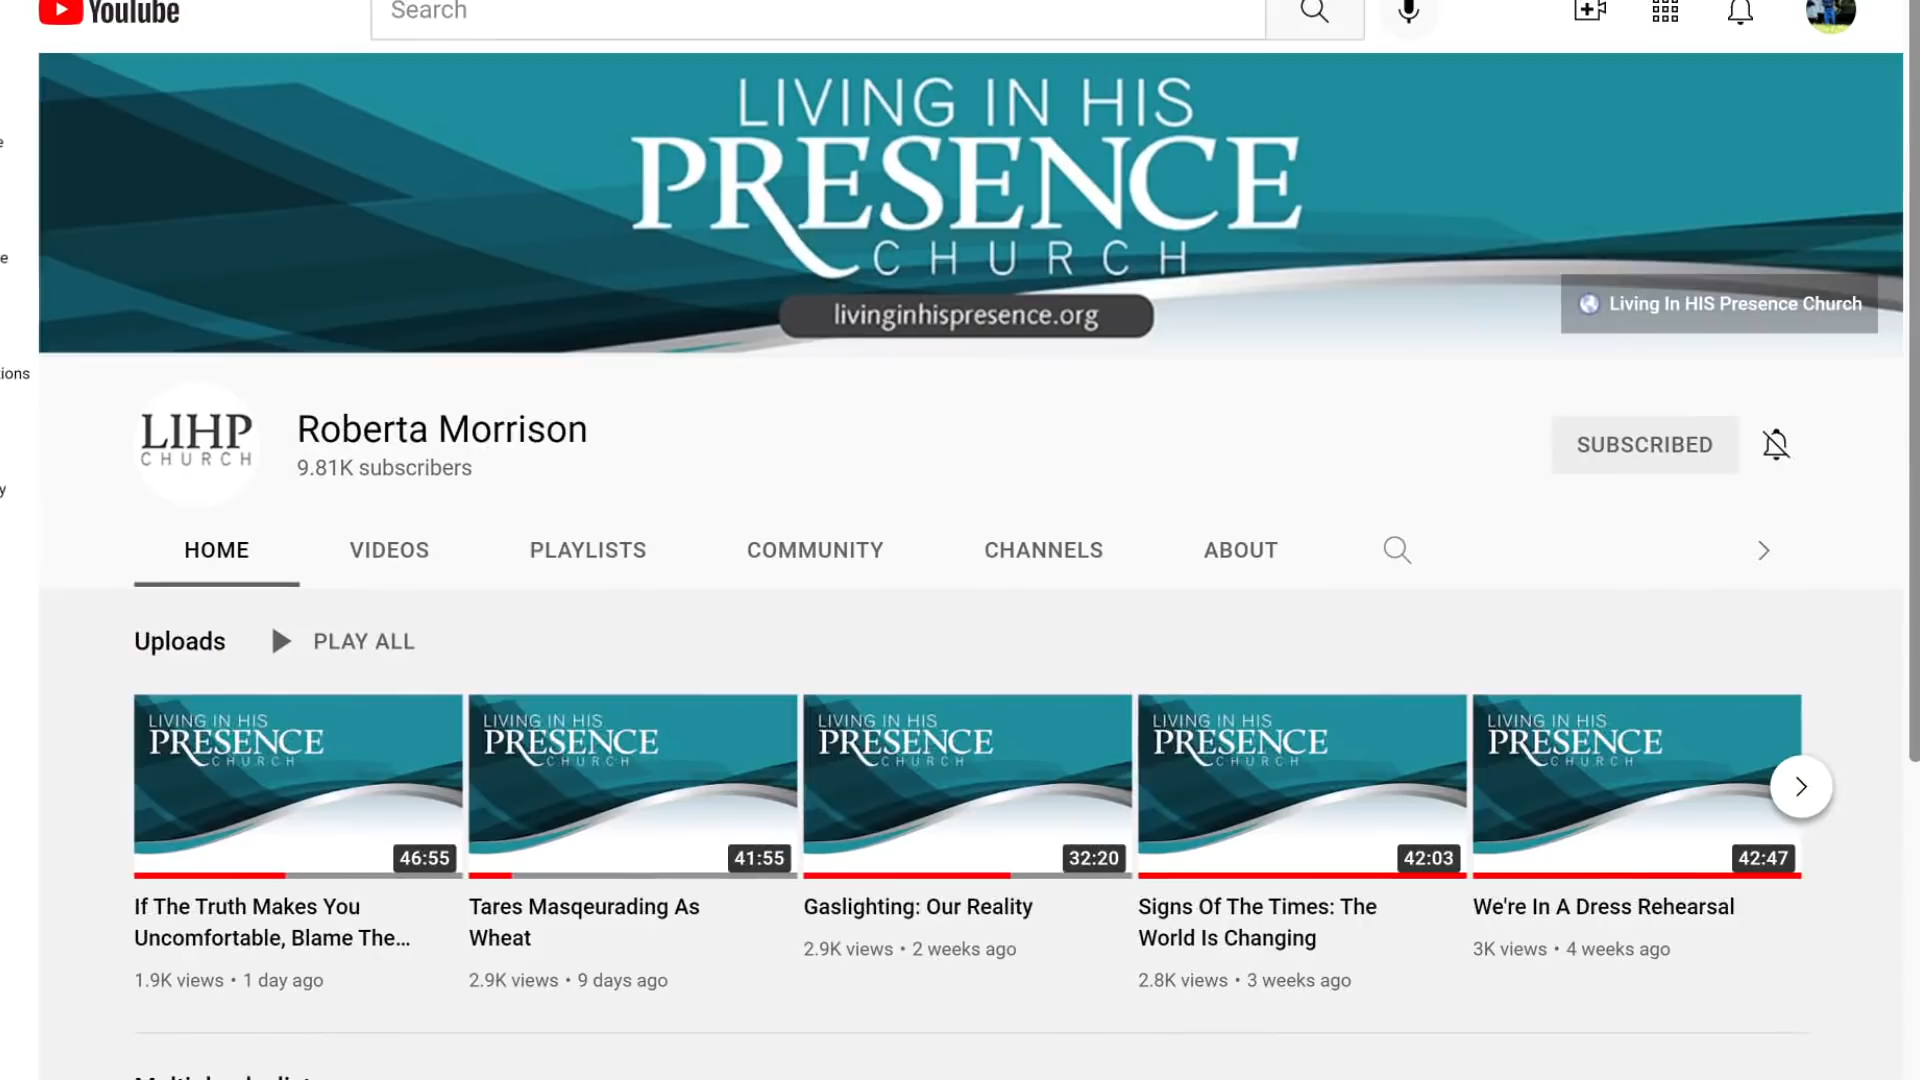 YouTube
Search
LIVING IN HIS
PRESENCE
CHURCH
livinginhispresence.org
Living In HIS Presence Church
tions
LIHP
CHURCH
Roberta Morrison
9.81K subscribers
SUBSCRIBED
HOME VIDEOS PLAYLISTS COMMUNITY CHANNELS ABOUT
Uploads PLAY ALL
LIVING IN HIS
PRESENCE
CHURCH
46:55
If The Truth Makes You
Uncomfortable, Blame The...
1.9K views • 1 day ago
LIVING IN HIS
PRESENCE
CHURCH
41:55
Tares Masqeurading As
Wheat
2.9K views • 9 days ago
LIVING IN HIS
PRESENCE
CHURCH
32:20
Gaslighting: Our Reality
2.9K views • 2 weeks ago
LIVING IN HIS
PRESENCE
CHURCH
42:03
Signs Of The Times: The
World Is Changing
2.8K views • 3 weeks ago
LIVING IN HIS
PRESENCE
CHURCH
42:47
We're In A Dress Rehearsal
3K views • 4 weeks ago